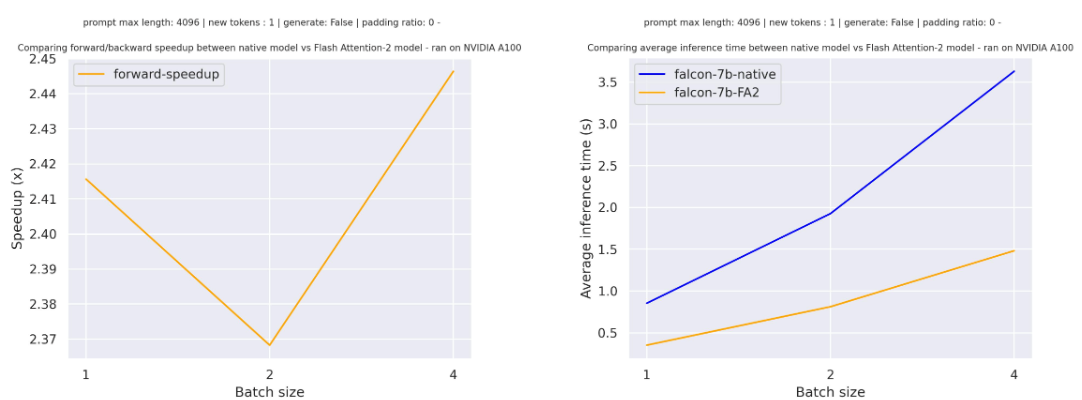 prompt max length: 4096 | new tokens : 1 | generate: False | padding ratio: 0 -
Comparing forward/backward speedup between native model vs Flash Attention-2 model - ran on NVIDIA A100
2.45
2.44
2.43
2.42
2.41
2.40
2.39
2.38
2.37
Speedup (x)
forward-speedup
1
2
4
Batch size
prompt max length: 4096 | new tokens : 1 | generate: False | padding ratio: 0 -
Comparing average inference time between native model vs Flash Attention-2 model - ran on NVIDIA A100
3.5
3.0
2.5
2.0
1.5
1.0
0.5
Average inference time (s)
falcon-7b-native
falcon-7b-FA2
1
2
4
Batch size